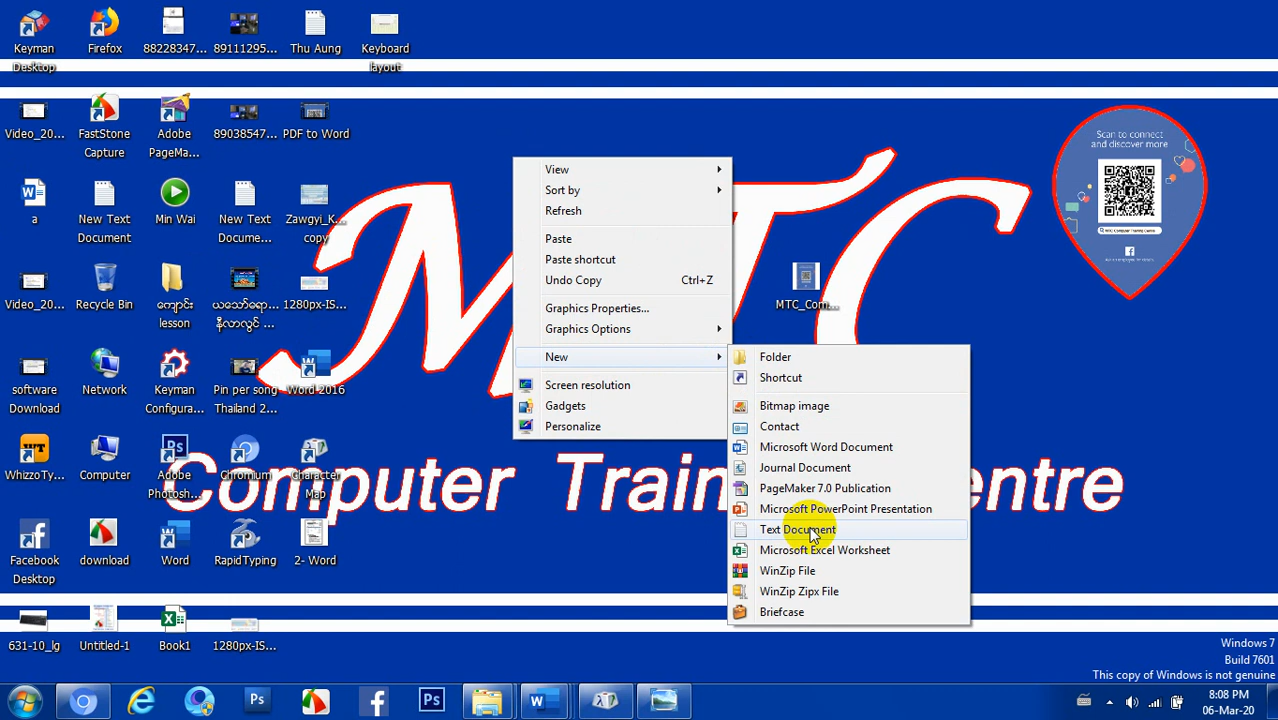 Keyman
Desktop
Firefox
88228347...
89111295...
Thu Aung
Keyboard
layout
Video_20...
FastStone
Capture
Adobe
PageMa...
89038547...
PDF to Word
a
New Text
Document
Min Wai
New Text
Docume...
Zawgyi_K...
copy
Video_20...
Recycle Bin
ကျောင်း
lesson
1280px-IS...
software
Download
Network
Keyman
Configura...
Pin per song
Thailand 2...
Word 2016
WhizzoTy...
Computer
Adobe
Photosh...
Chromium
Character
Map
Facebook
Desktop
download
Word
RapidTyping
2- Word
631-10_lg
Untitled-1
Book1
1280px-IS...
MTC
Computer Training Centre
MTC_Com...
Scan to connect
and discover more
MTC Computer Training Centre
View
Sort by
Refresh
Paste
Paste shortcut
Undo Copy Ctrl+Z
Graphics Properties...
Graphics Options
New
Screen resolution
Gadgets
Personalize
Folder
Shortcut
Bitmap image
Contact
Microsoft Word Document
Journal Document
PageMaker 7.0 Publication
Microsoft PowerPoint Presentation
Text Document
Microsoft Excel Worksheet
WinZip File
WinZip Zipx File
Briefcase
Windows 7
Build 7601
This copy of Windows is not genuine
8:08 PM
06-Mar-20